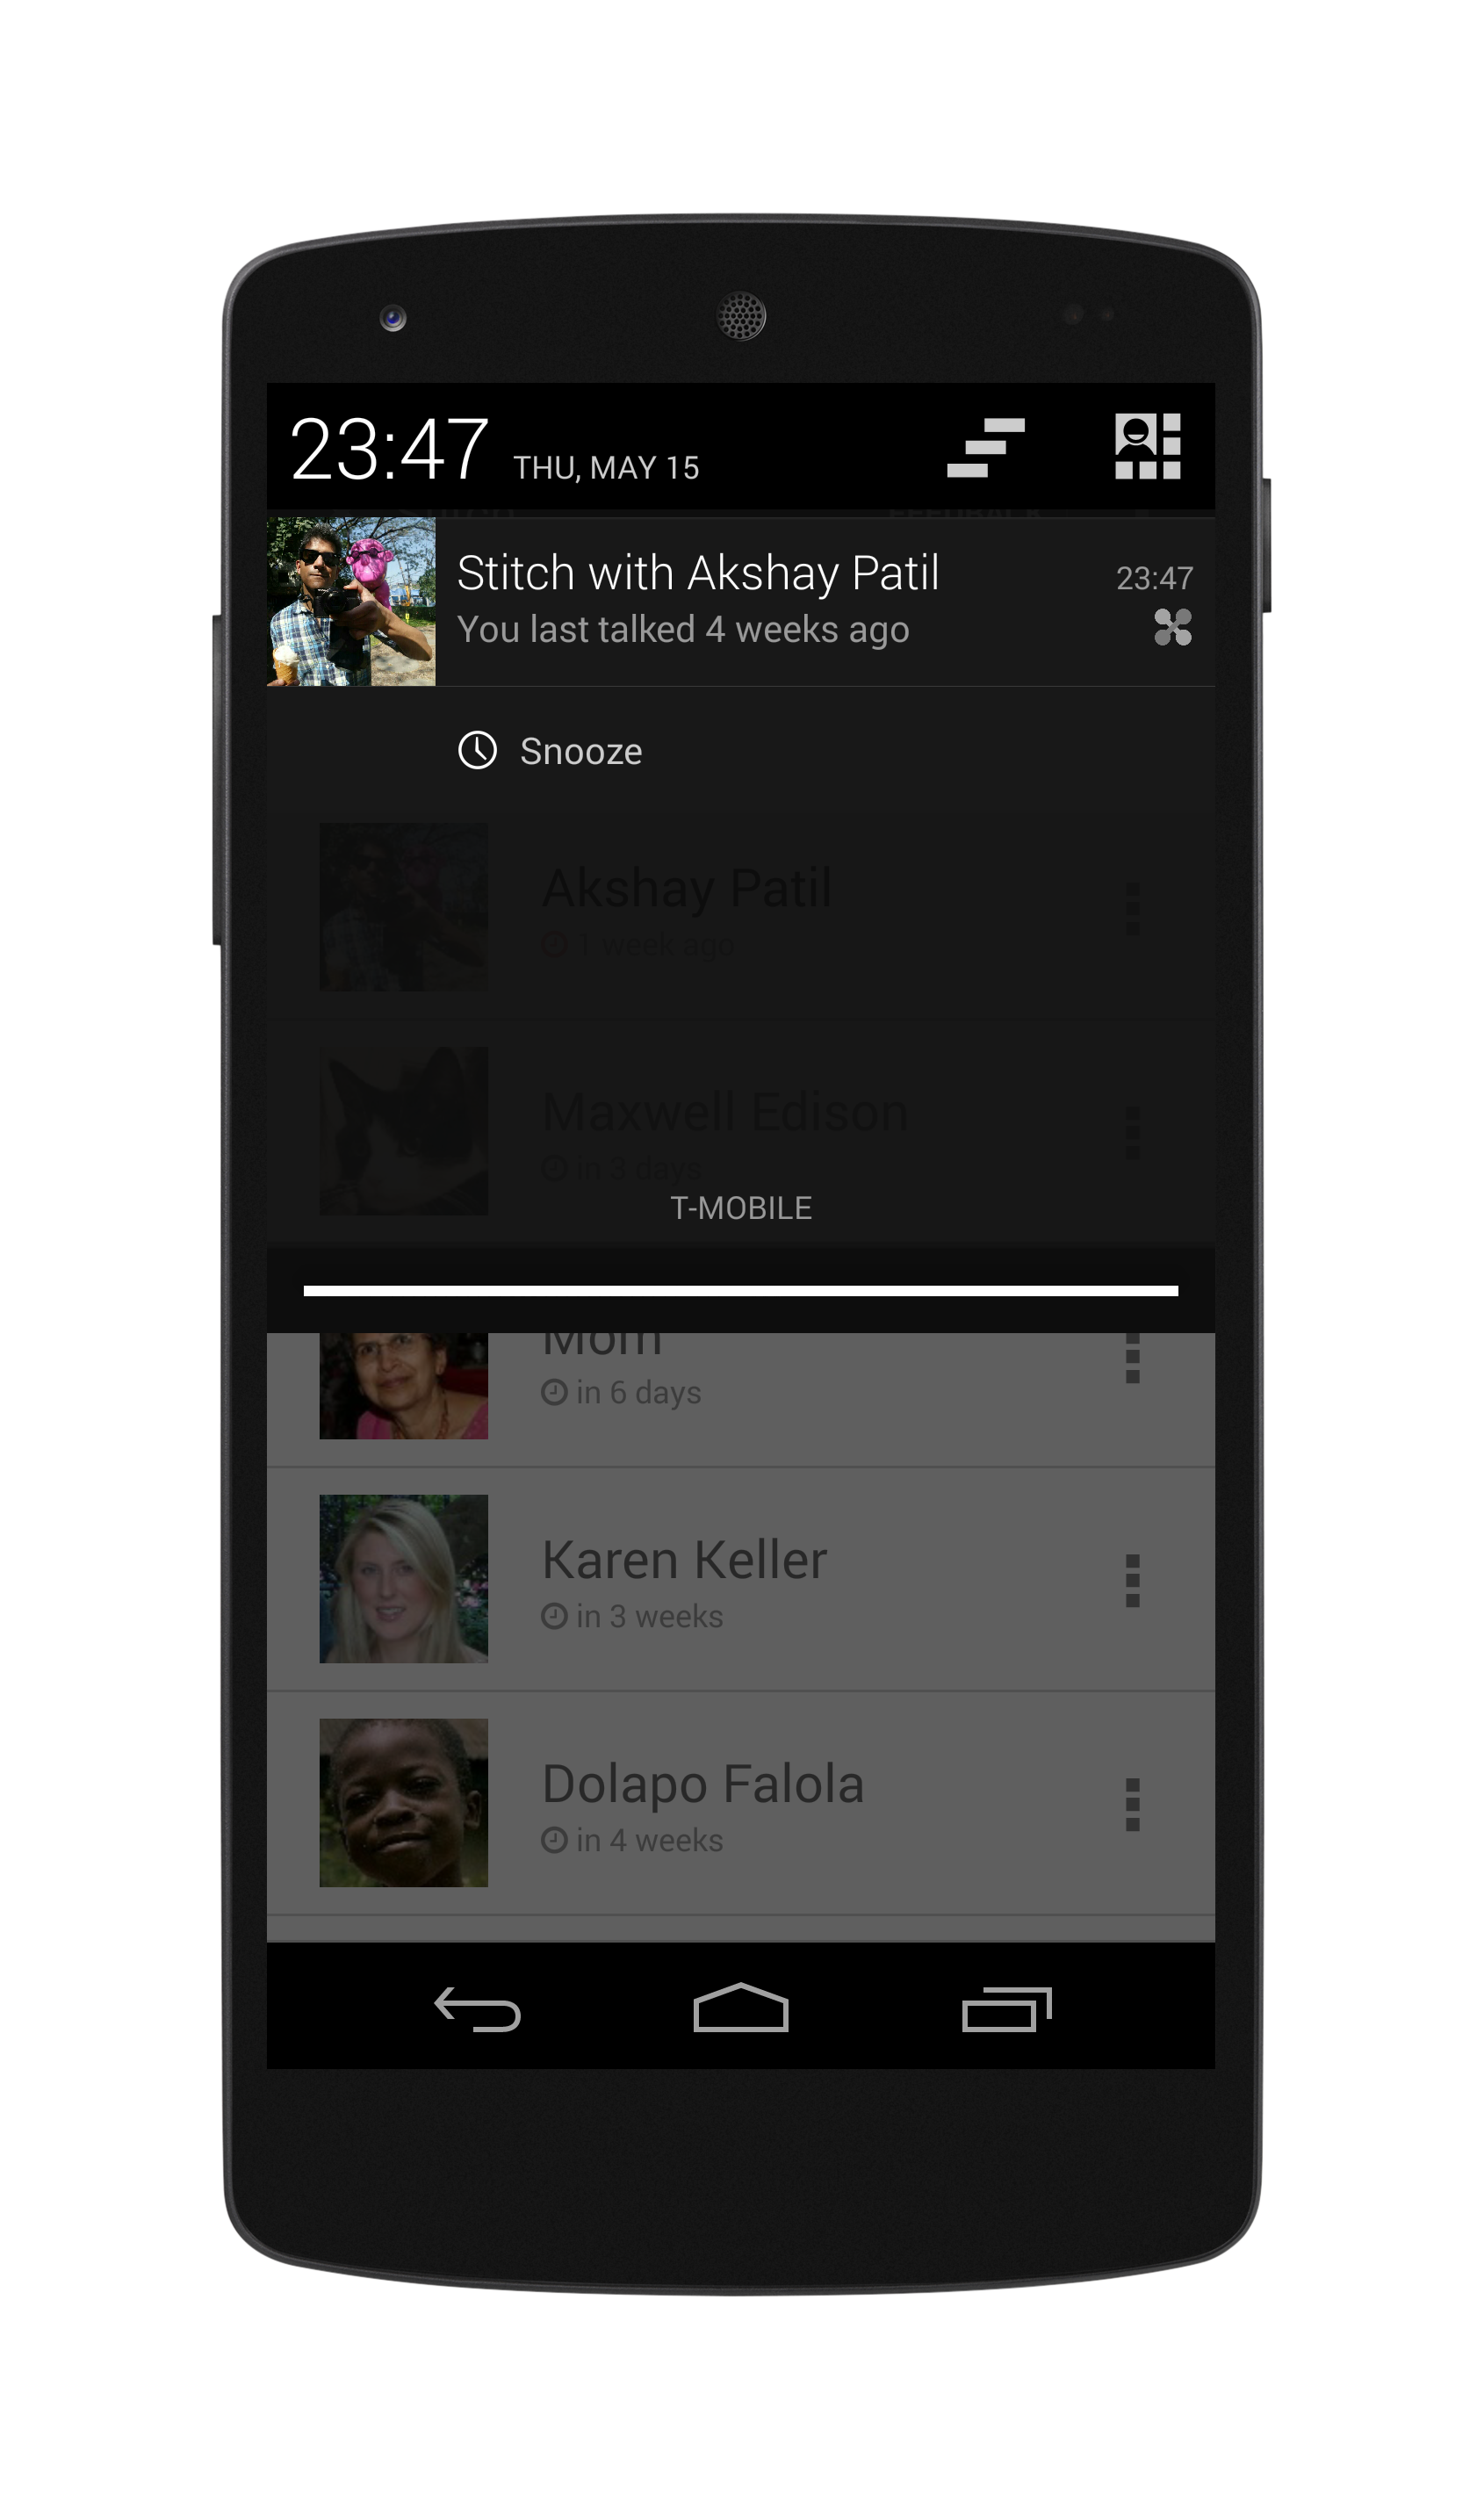 23:47 THU, MAY 15
FEEDBACK
Stitch with Akshay Patil 23:47
You last talked 4 weeks ago
Snooze
Akshay Patil
1 week ago
Maxwell Edison
in 3 days
T-MOBILE
Mom
in 6 days
Karen Keller
in 3 weeks
Dolapo Falola
in 4 weeks